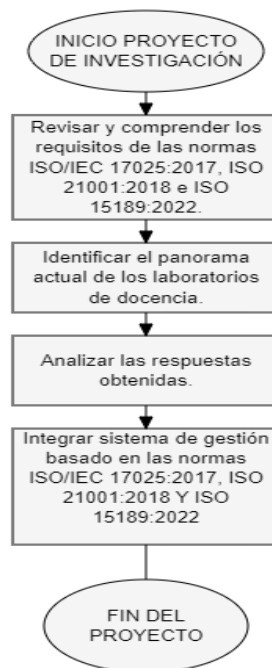 INICIO PROYECTO
DE INVESTIGACIÓN
Revisar y comprender los
requisitos de las normas
ISO/IEC 17025:2017, ISO
21001:2018 e ISO
15189:2022.
Identificar el panorama
actual de los laboratorios
de docencia.
Analizar las respuestas
obtenidas.
Integrar sistema de gestión
basado en las normas
ISO/IEC 17025:2017, ISO
21001:2018 Y ISO
15189:2022
FIN DEL
PROYECTO